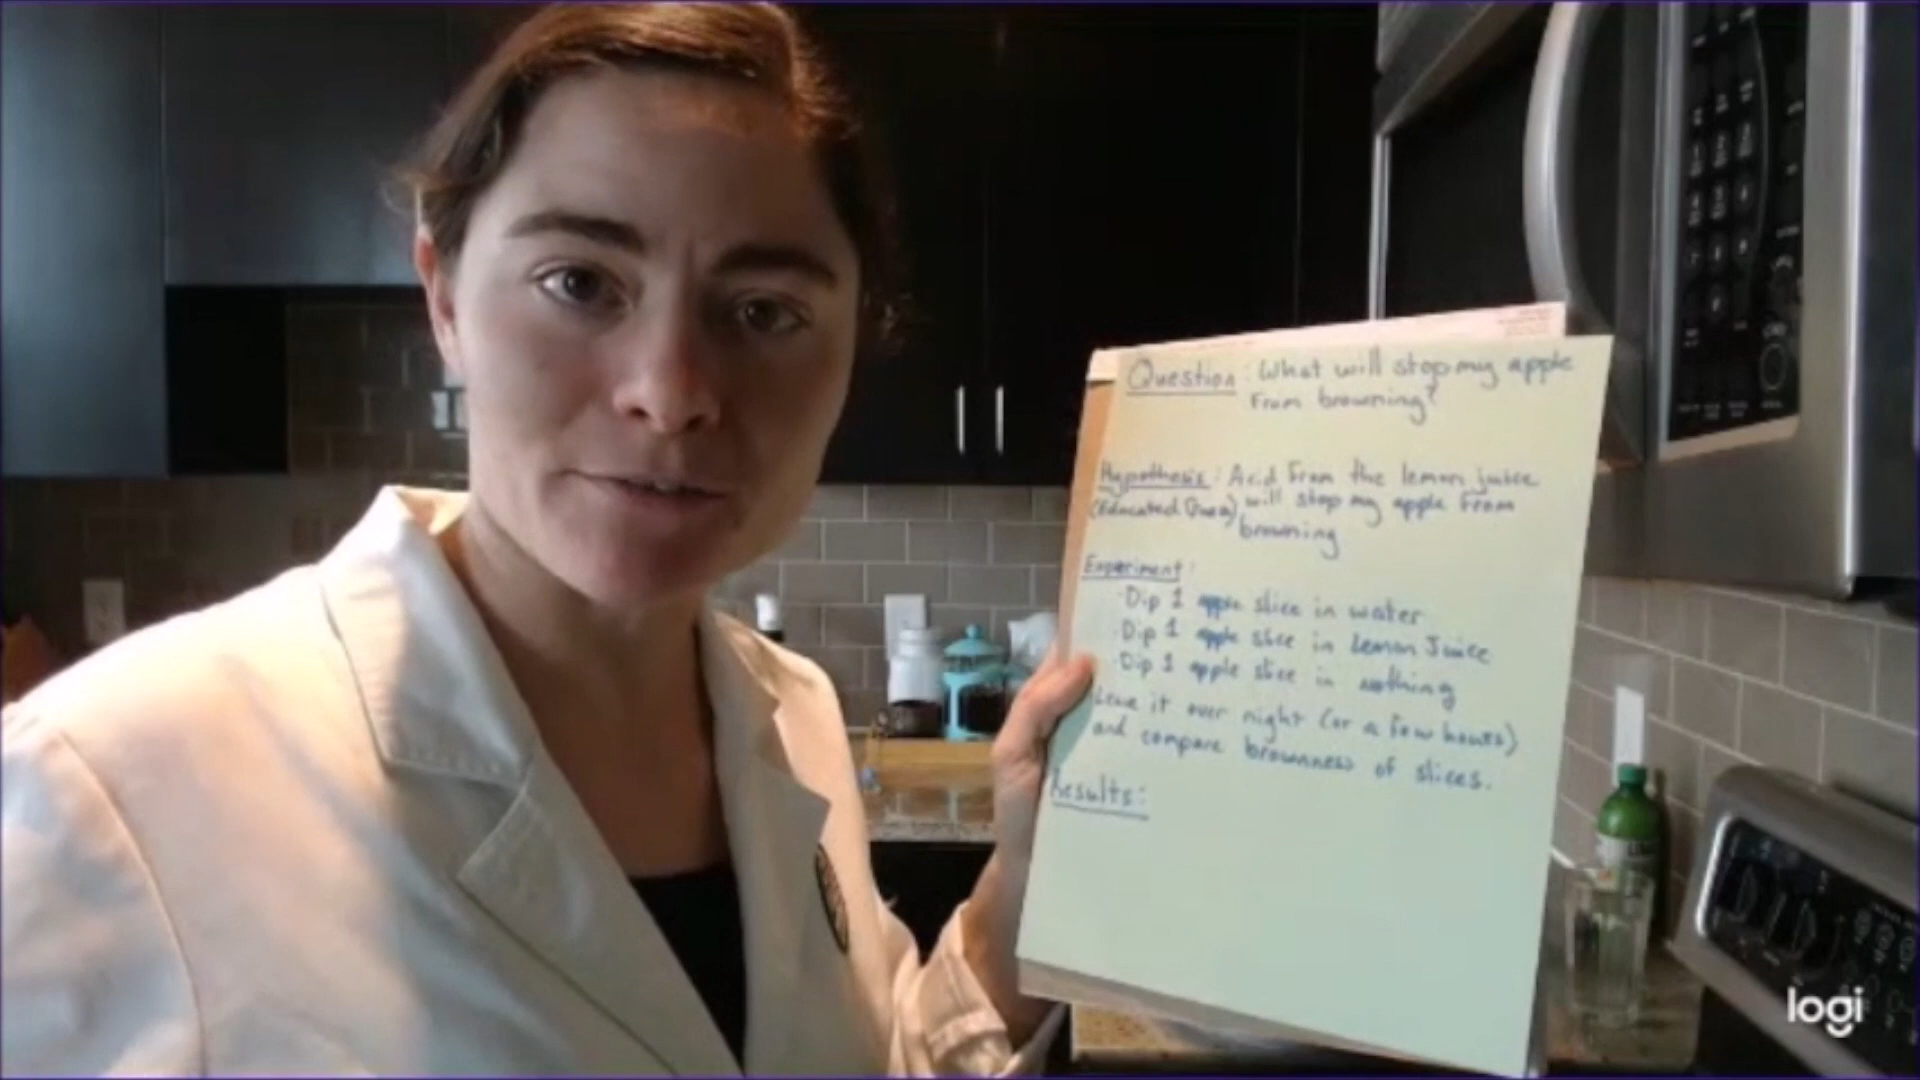 Question: What will stop my apple
from browning?
Hypothesis: Acid from the lemon juice
(Educated Guess) will stop my apple from
browning
Experiment:
· Dip 1 apple slice in water
· Dip 1 apple slice in Lemon Juice
· Dip 1 apple slice in nothing
Leave it over night (or a few hours)
and compare brownness of slices.
Results:
logi